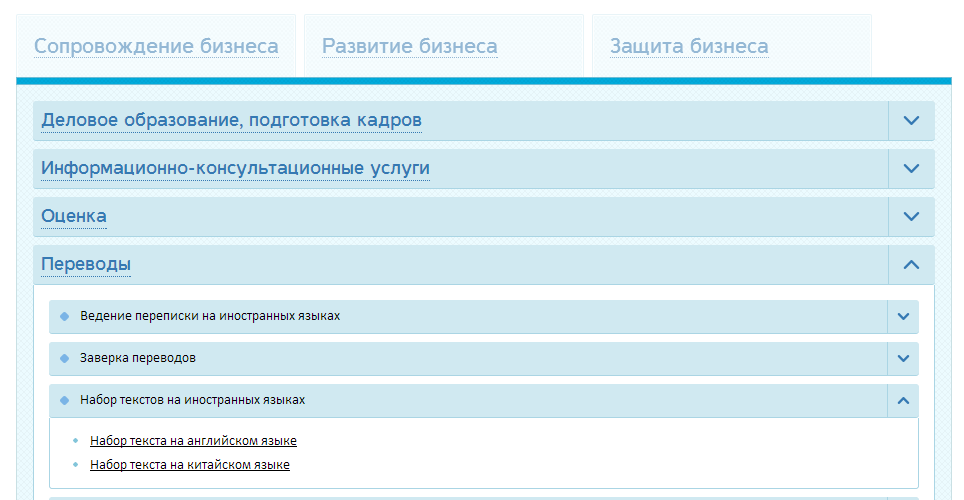 Сопровождение бизнеса
Развитие бизнеса
Защита бизнеса
Деловое образование, подготовка кадров
Информационно-консультационные услуги
Оценка
Переводы
Ведение переписки на иностранных языках
Заверка переводов
Набор текстов на иностранных языках
Набор текста на английском языке
Набор текста на китайском языке